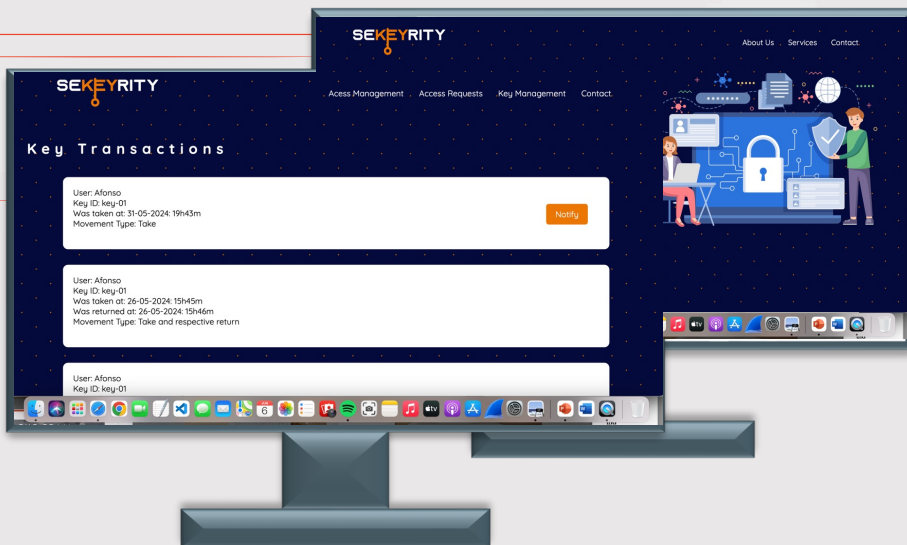 SEKEYRITY
About Us
Services
Contact.
SEKEYRITY
Acess Management
Access Requests
Key Management
Contact.
Key Transactions
User: Afonso
Key ID: key-01
Was taken at: 31-05-2024: 19h43m
Movement Type: Take
Notify
User: Afonso
Key ID: key-01
Was taken at: 26-05-2024: 15h45m
Was returned at: 26-05-2024: 15h46m
Movement Type: Take and respective return
User: Afonso
Key ID: key-01
6
tv
tv